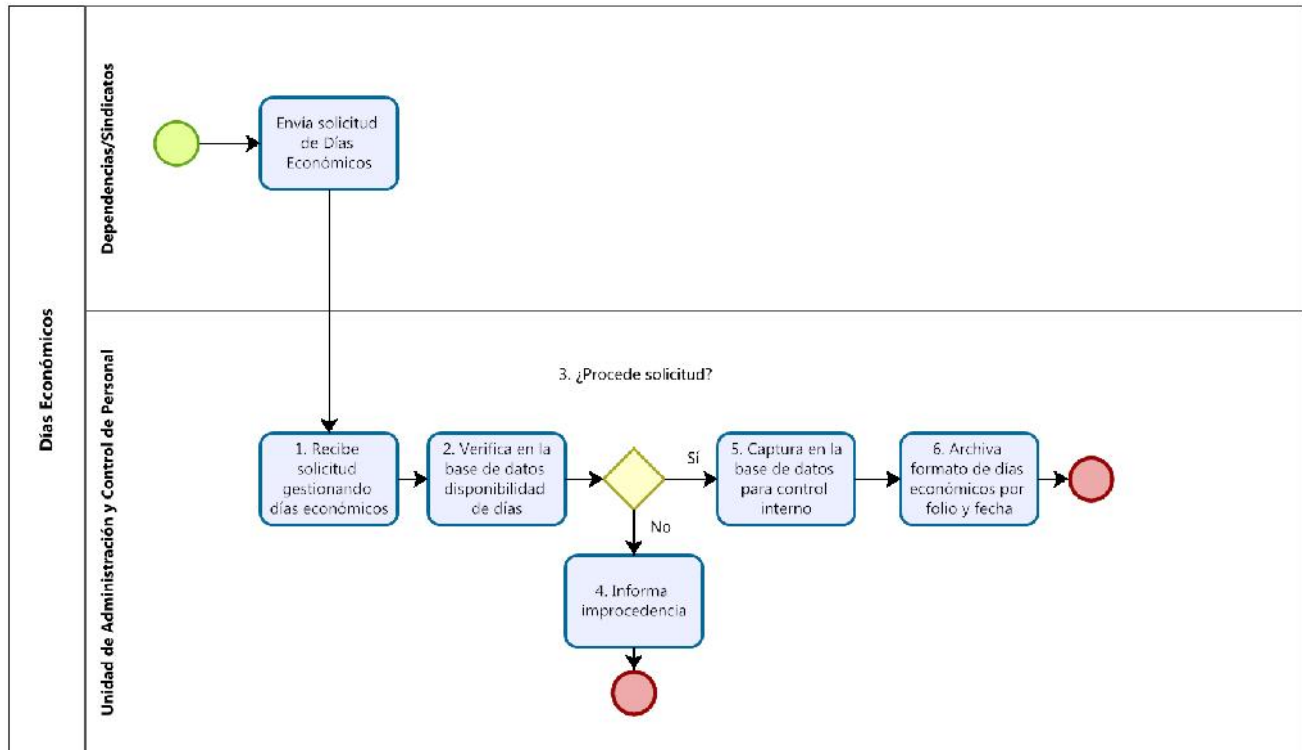 Días Económicos
Dependencias/Sindicatos
Envía solicitud
de Días
Económicos
Unidad de Administración y Control de Personal
3. ¿Procede solicitud?
1. Recibe
solicitud
gestionando
días económicos
2. Verifica en la
base de datos
disponibilidad
de días
Sí
5. Captura en la
base de datos
para control
interno
6. Archiva
formato de días
económicos por
folio y fecha
No
4. Informa
improcedencia